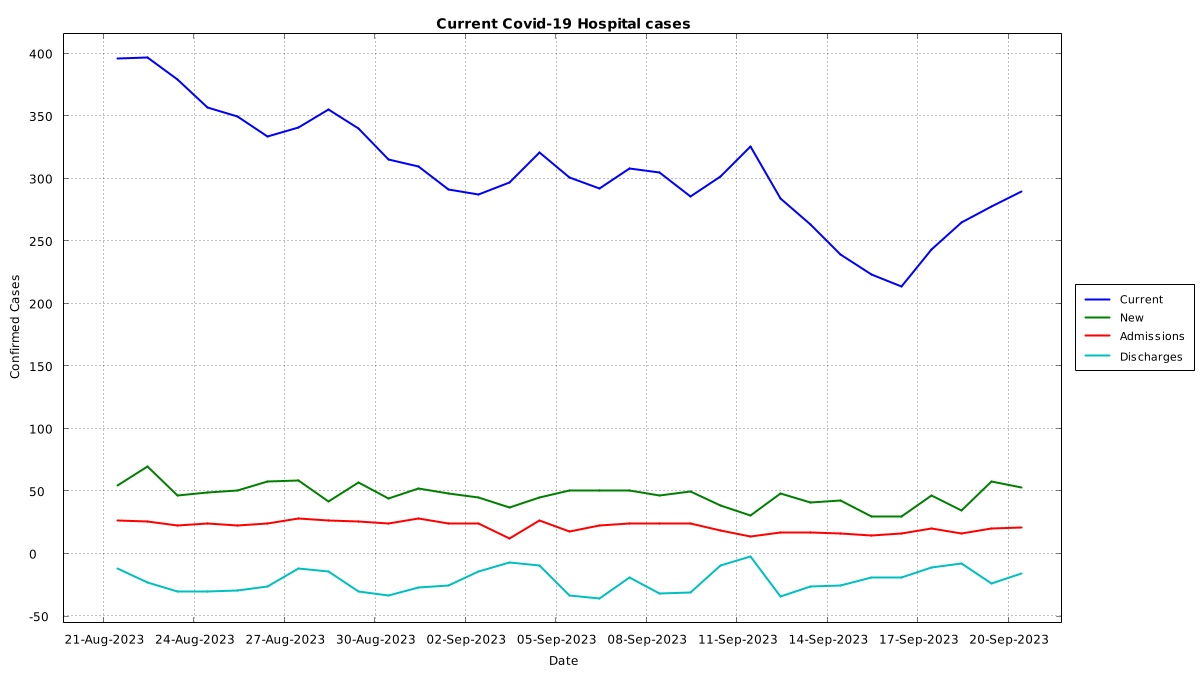 Current Covid-19 Hospital cases
400
350
300
250
200
150
100
50
0
-50
Confirmed Cases
21-Aug-2023 24-Aug-2023 27-Aug-2023 30-Aug-2023 02-Sep-2023 05-Sep-2023 08-Sep-2023 11-Sep-2023 14-Sep-2023 17-Sep-2023 20-Sep-2023
Date
Current
New
Admissions
Discharges